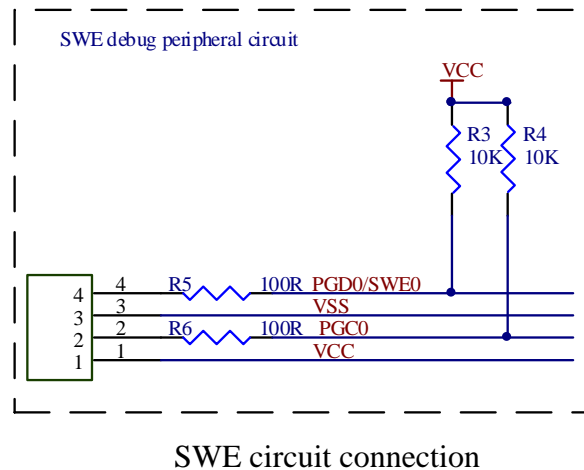 SWE debug peripheral circuit
VCC
R3 R4
10K 10K
4 4 R5 100R PGD0/SWE0
3 3 VSS
2 2 R6 100R PGC0
1 1 VCC
SWE circuit connection